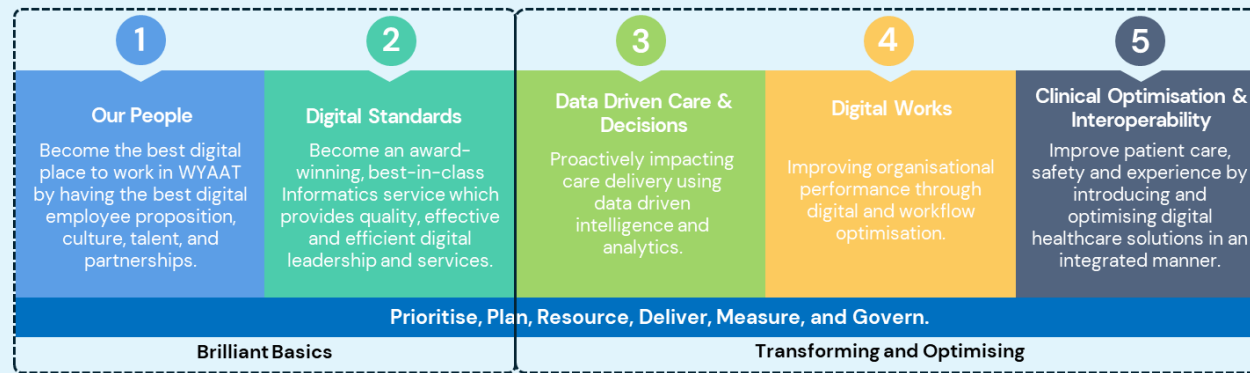 1
Our People
Become the best digital
place to work in WYAAT
by having the best digital
employee proposition,
culture, talent, and
partnerships.
2
Digital Standards
Become an award-
winning, best-in-class
Informatics service which
provides quality, effective
and efficient digital
leadership and services.
3
Data Driven Care &
Decisions
Proactively impacting
care delivery using
data driven
intelligence and
analytics.
4
Digital Works
Improving organisational
performance through
digital and workflow
optimisation.
5
Clinical Optimisation &
Interoperability
Improve patient care,
safety and experience by
introducing and
optimising digital
healthcare solutions in an
integrated manner.
Prioritise, Plan, Resource, Deliver, Measure, and Govern.
Brilliant Basics
Transforming and Optimising